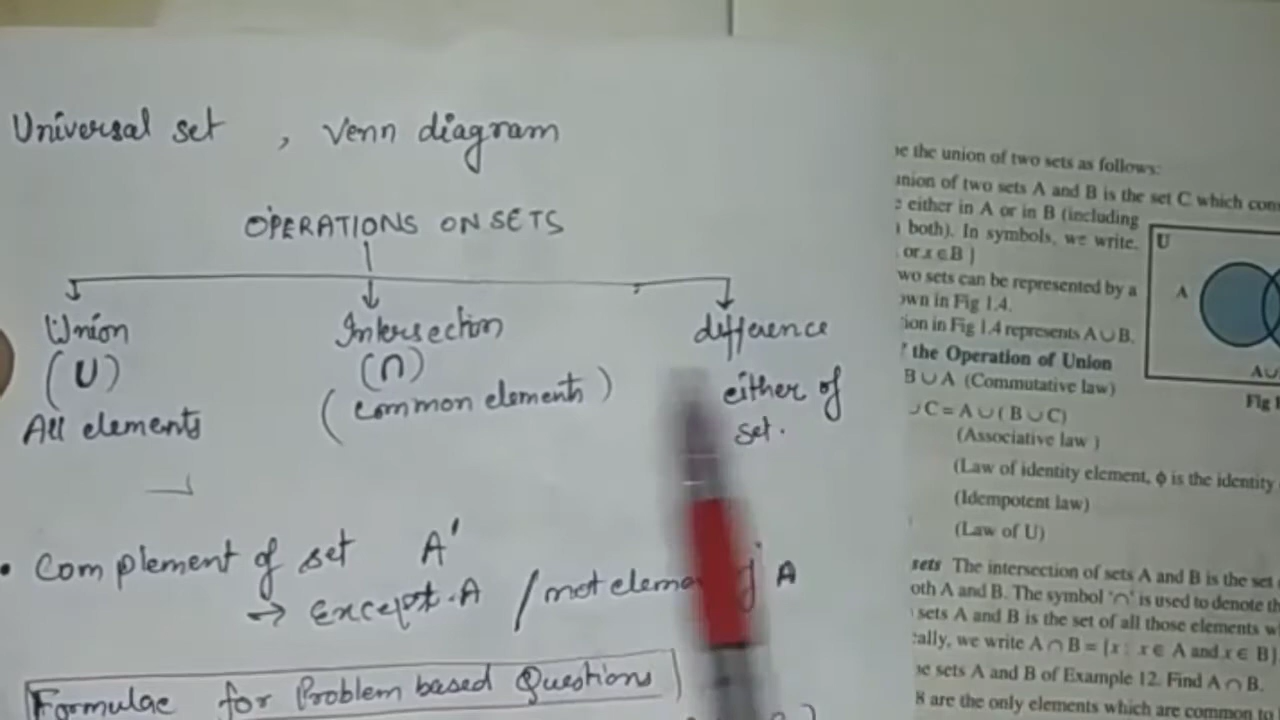 Universal set , Venn diagram
OPERATIONS ON SETS
Union Intersection difference
(U) (∩)
All elements (Common elements) either of
set.
• Complement of set A'
→ Except A / not elem A
Formulae for Problem based Questions
the union of two sets as follows:
union of two sets A and B is the set C which
either in A or in B (including
both). In symbols, we write.
or x ∈ B }
two sets can be represented by a
own in Fig 1.4.
tion in Fig 1.4 represents A ∪ B.
the Operation of Union
B ∪ A (Commutative law)
∪ C = A ∪ ( B ∪ C)
(Associative law )
(Law of identity element, ϕ is the identity
(Idempotent law)
(Law of U)
U
A
A ∪
Fig
sets The intersection of sets A and B is the set
oth A and B. The symbol '∩' is used to denote
sets A and B is the set of all those elements
cally, we write A ∩ B = {x : x ∈ A and x ∈ B}
sets A and B of Example 12. Find A ∩ B.
8 are the only elements which are common to